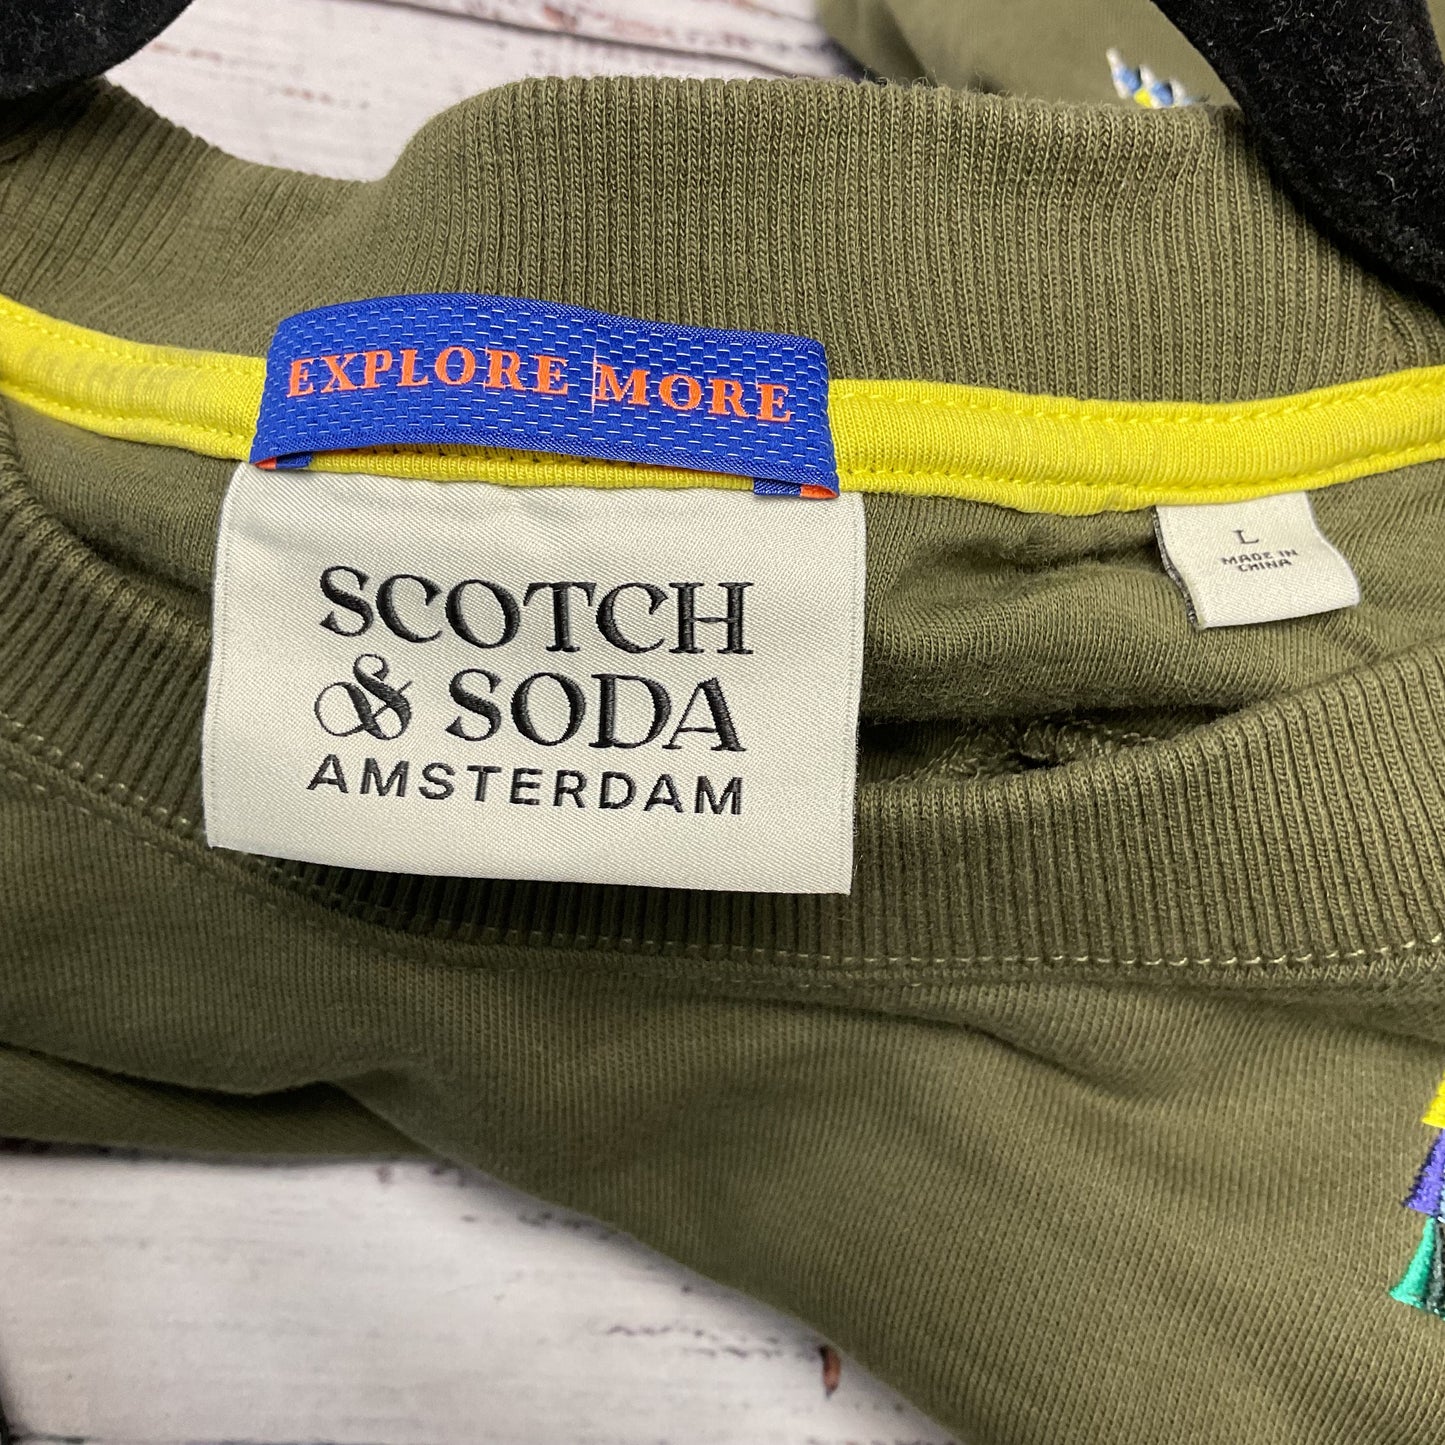 EXPLORE MORE
SCOTCH
& SODA
AMSTERDAM
L
MADE IN
CHINA